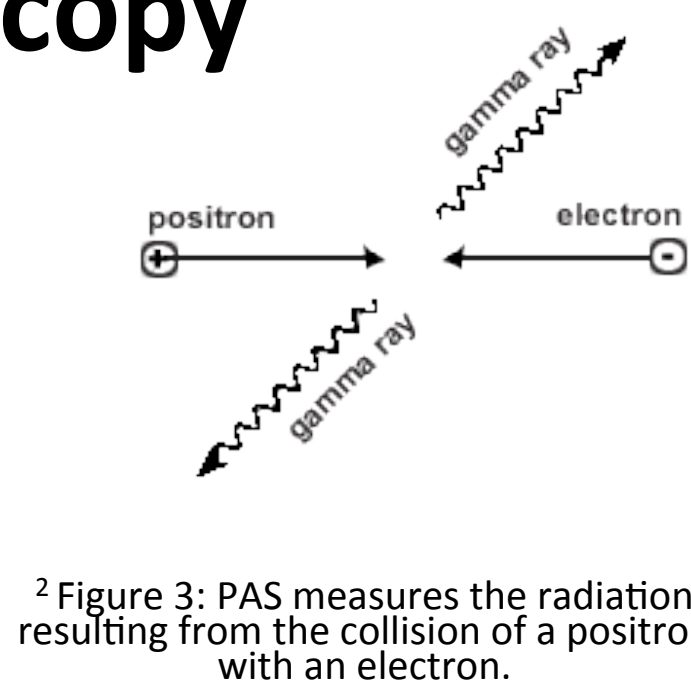 copy
gamma ray
positron
electron
+
-
gamma ray
2 Figure 3: PAS measures the radiation
resulting from the collision of a positro
with an electron.